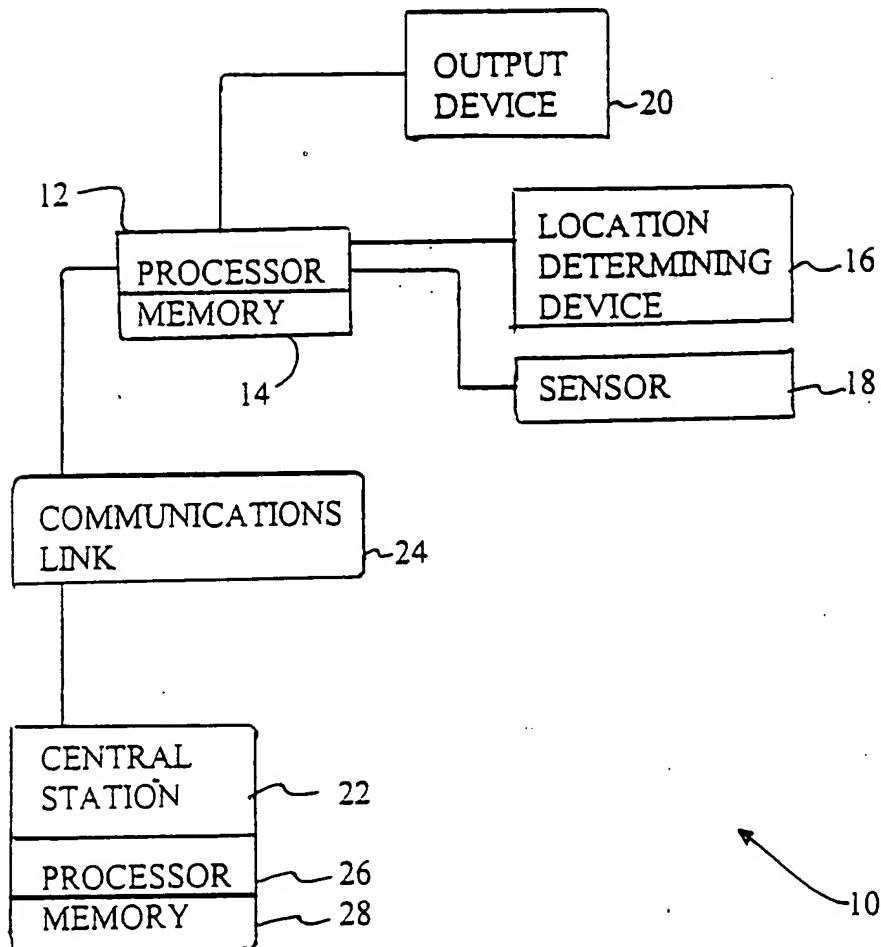 OUTPUT
DEVICE
20
12
PROCESSOR
MEMORY
14
LOCATION
DETERMINING
DEVICE
16
SENSOR
18
COMMUNICATIONS
LINK
24
CENTRAL
STATION
22
PROCESSOR
26
MEMORY
28
10